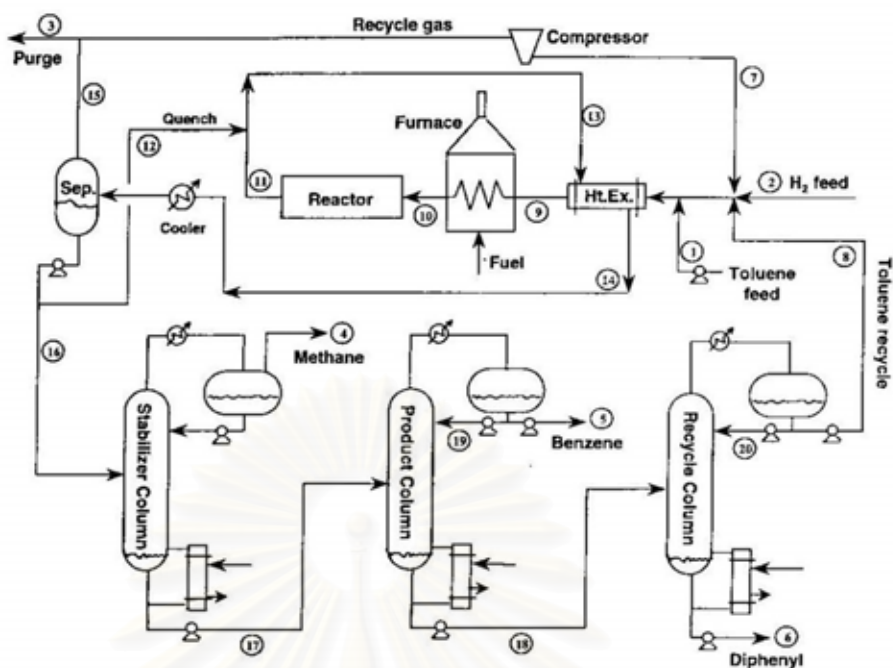 3
Recycle gas
Purge
Compressor
7
15
Quench
12
Furnace
13
2
H₂ feed
Sep.
Cooler
11
Reactor
10
9
Ht.Ex.
1
8
Fuel
14
Toluene
feed
Toluene recycle
16
4
Methane
Stabilizer Column
Product Column
19
5
Benzene
Recycle Column
20
17
18
6
Diphenyl